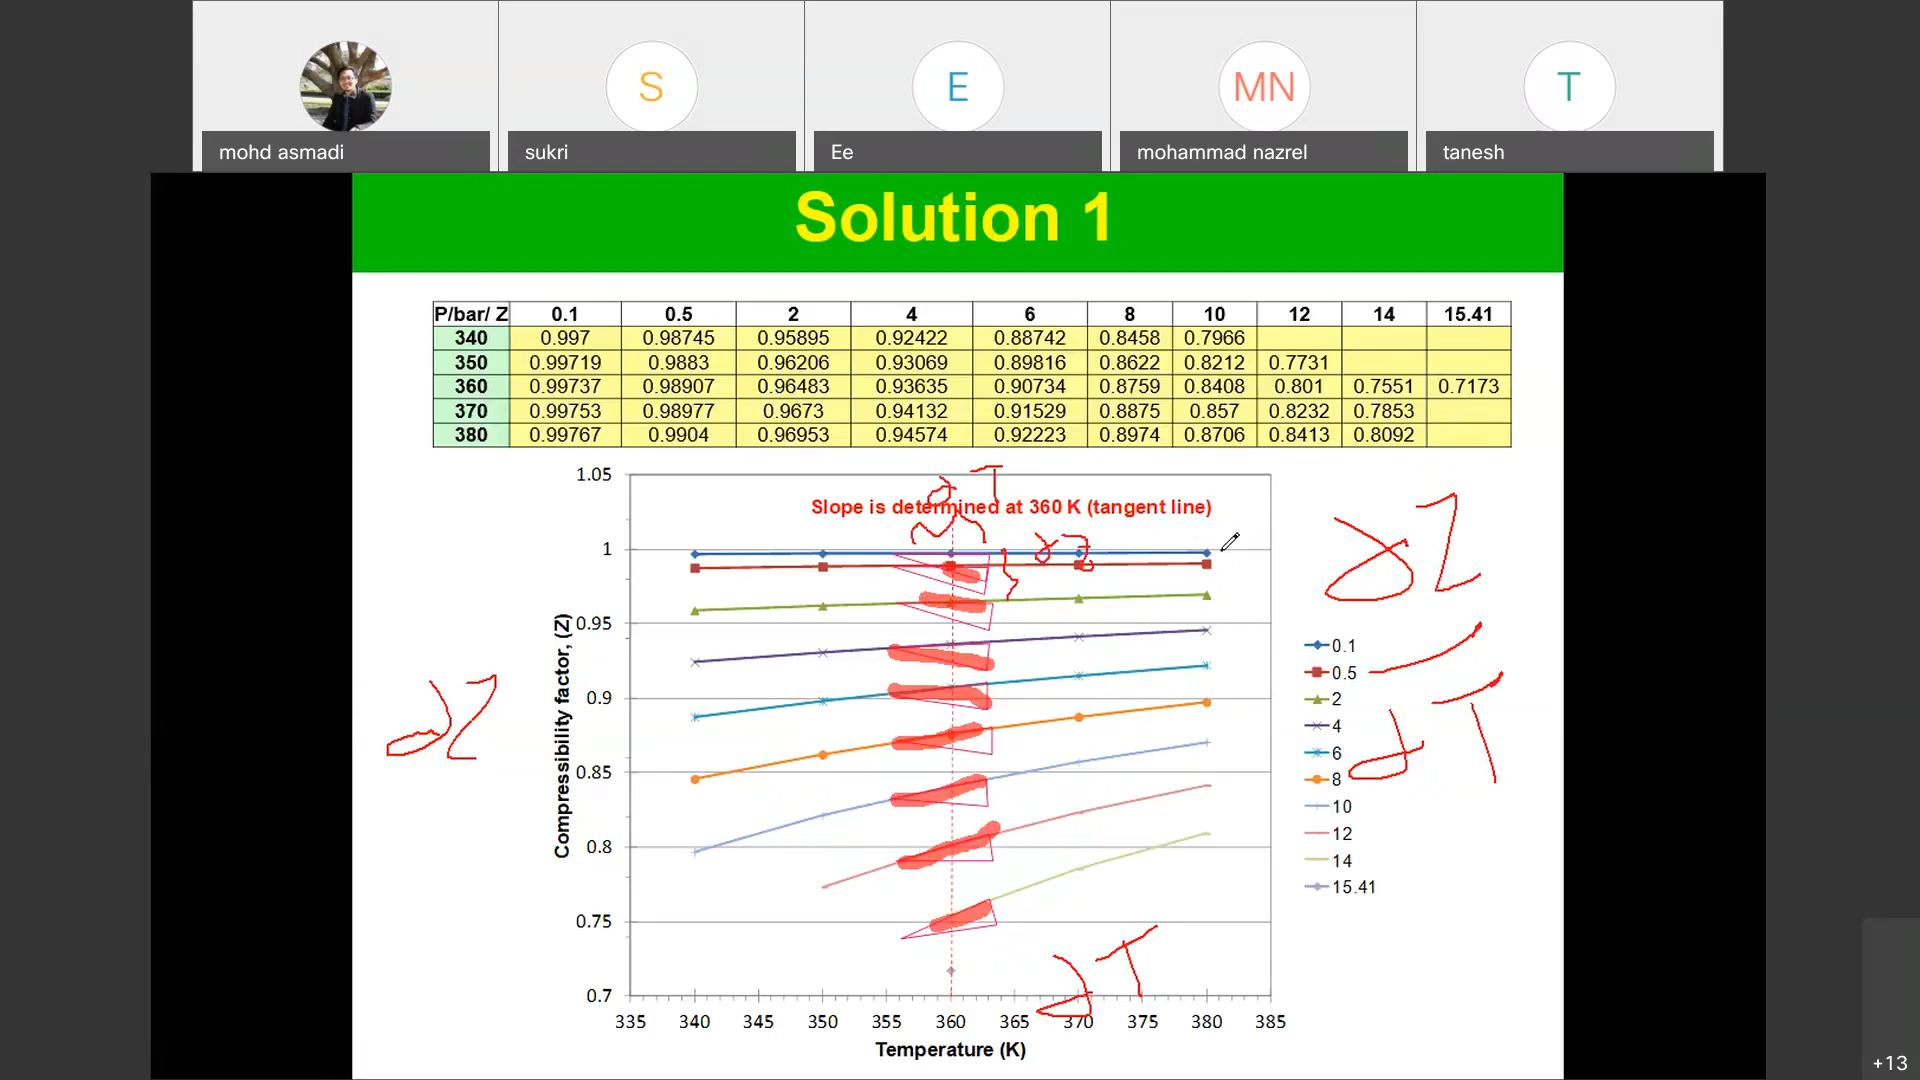 S E MN T
mohd asmadi sukri Ee mohammad nazrel tanesh
Solution 1
P/bar/ Z 0.1 0.5 2 4 6 8 10 12 14 15.41
340 0.997 0.98745 0.95895 0.92422 0.88742 0.8458 0.7966
350 0.99719 0.9883 0.96206 0.93069 0.89816 0.8622 0.8212 0.7731
360 0.99737 0.98907 0.96483 0.93635 0.90734 0.8759 0.8408 0.801 0.7551 0.7173
370 0.99753 0.98977 0.9673 0.94132 0.91529 0.8875 0.857 0.8232 0.7853
380 0.99767 0.9904 0.96953 0.94574 0.92223 0.8974 0.8706 0.8413 0.8092
∂T
Slope is determined at 360 K (tangent line)
∂Z
∂Z
∂T
∂Z
∂T
Compressibility factor, (Z)
1.05
1
0.95
0.9
0.85
0.8
0.75
0.7
335 340 345 350 355 360 365 370 375 380 385
Temperature (K)
0.1
0.5
2
4
6
8
10
12
14
15.41
+13